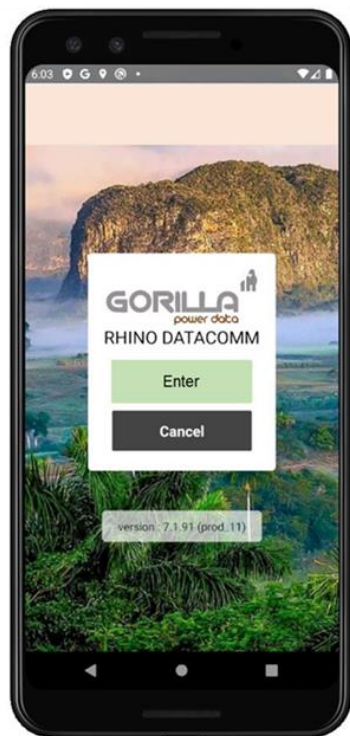 6:03
GORILLA
power data
RHINO DATACOMM
Enter
Cancel
version : 7.1.91 (prod_11)